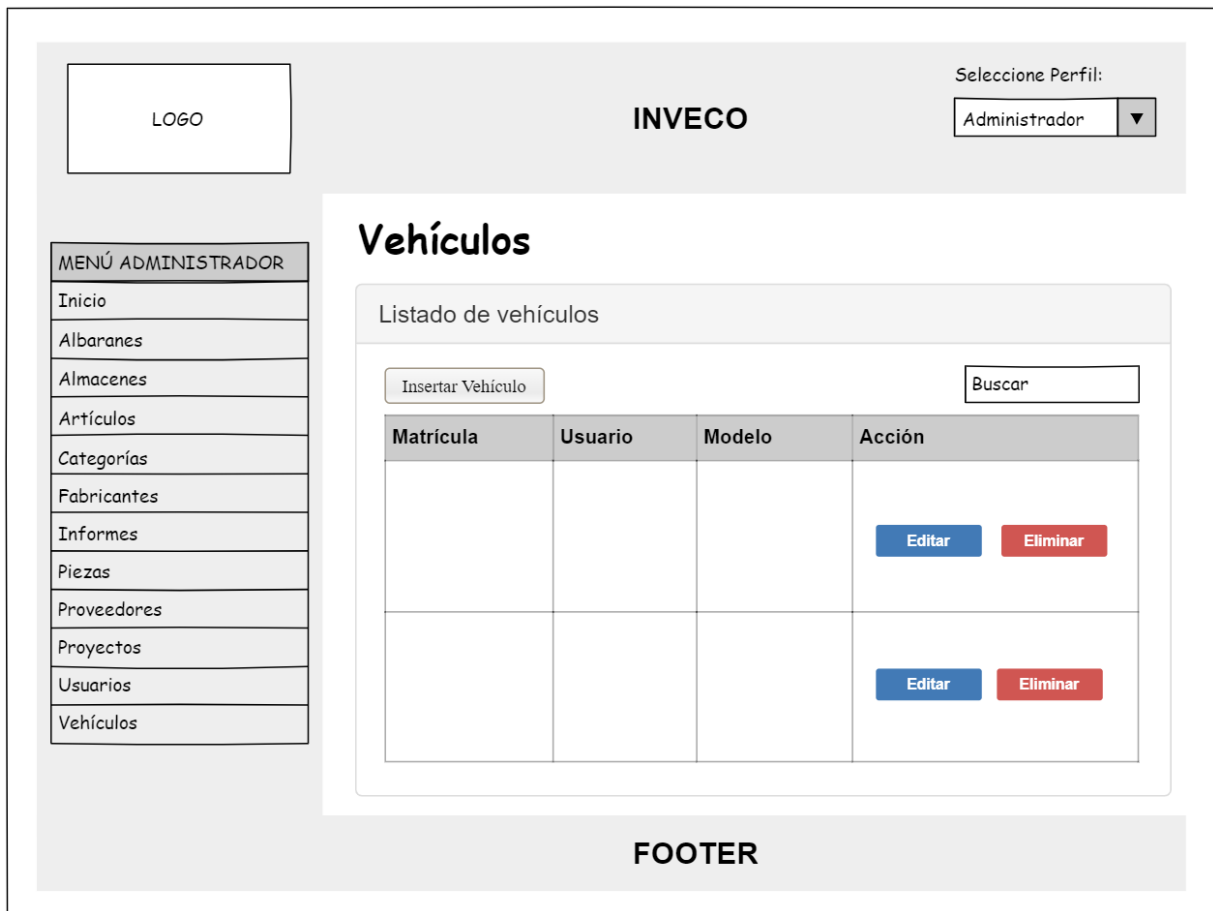 LOGO
INVECO
Seleccione Perfil:
Administrador
MENÚ ADMINISTRADOR
Inicio
Albaranes
Almacenes
Artículos
Categorías
Fabricantes
Informes
Piezas
Proveedores
Proyectos
Usuarios
Vehículos
Vehículos
Listado de vehículos
Insertar Vehículo
Buscar
Matrícula Usuario Modelo Acción
Editar Eliminar
Editar Eliminar
FOOTER